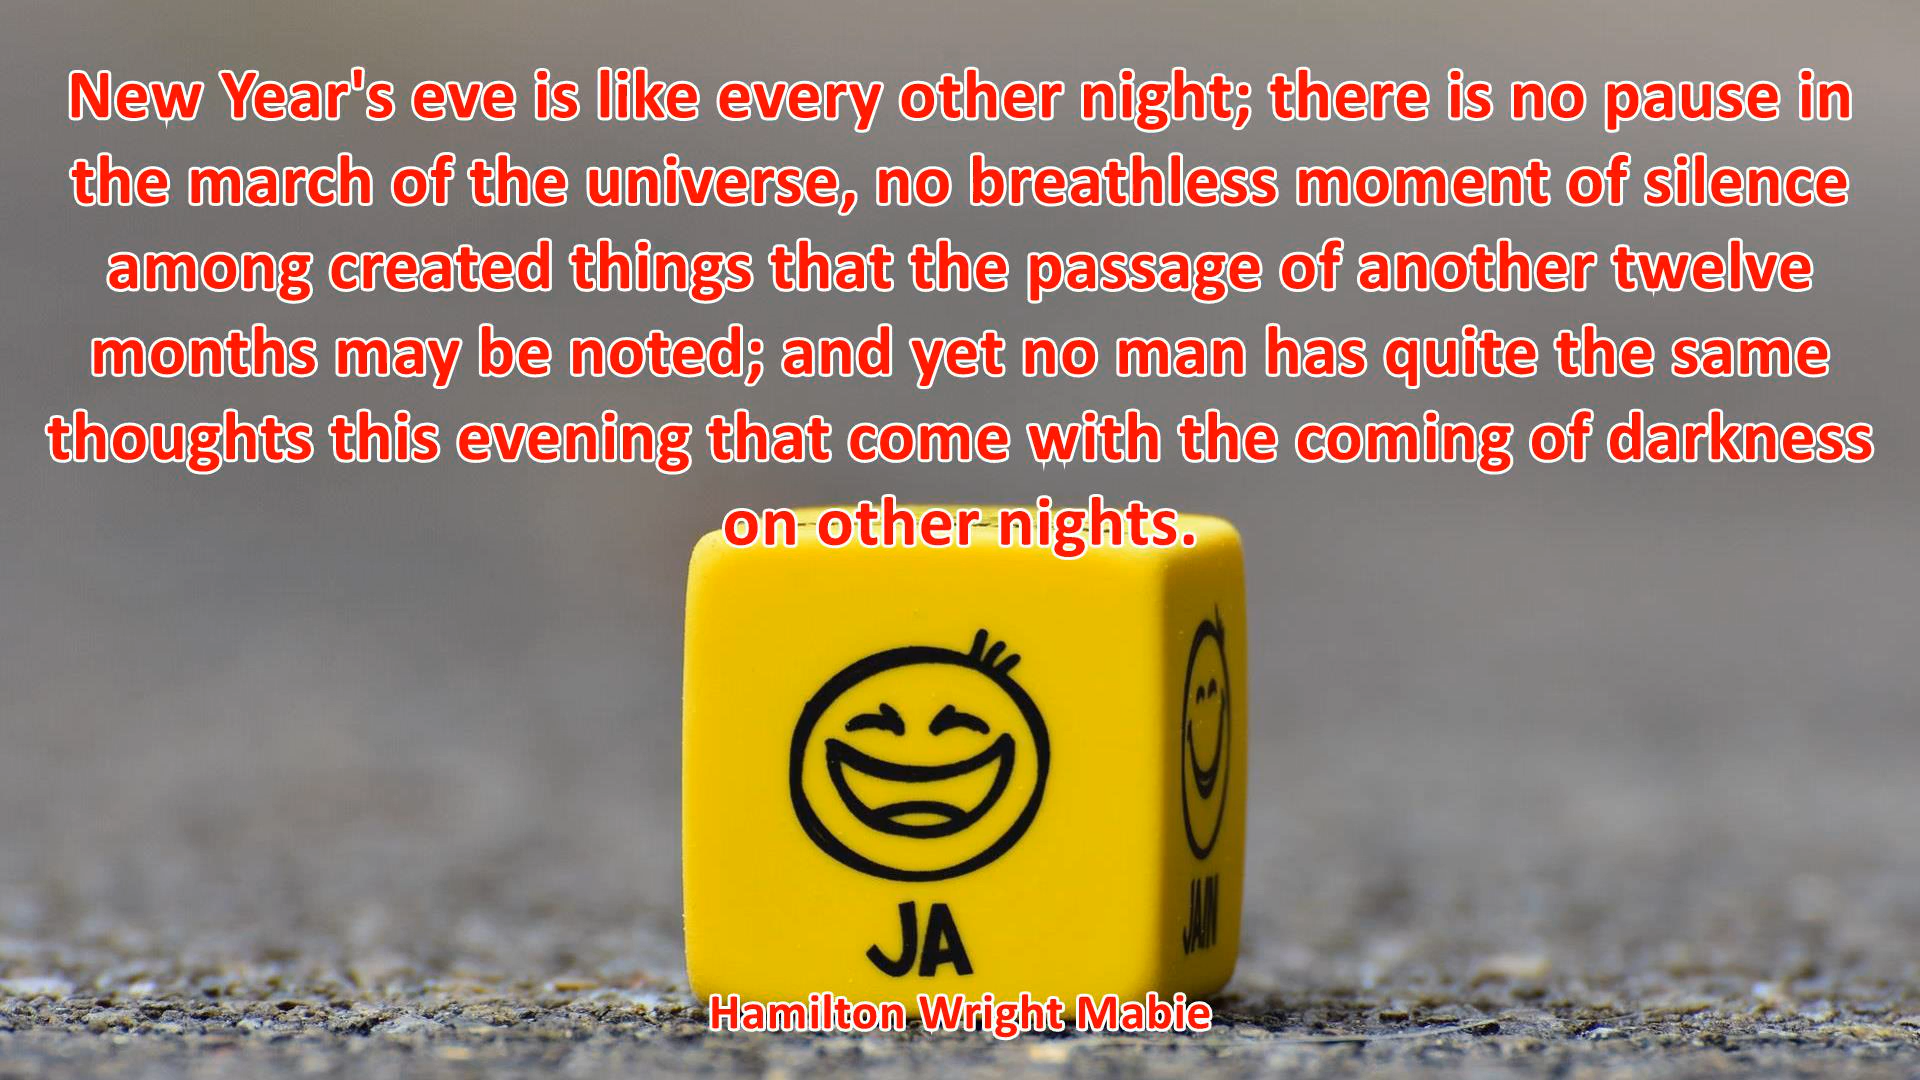 New Year's eve is like every other night; there is no pause in
the march of the universe, no breathless moment of silence
among created things that the passage of another twelve
months may be noted; and yet no man has quite the same
thoughts this evening that come with the coming of darkness
on other nights.
JA
JAIN
Hamilton Wright Mabie